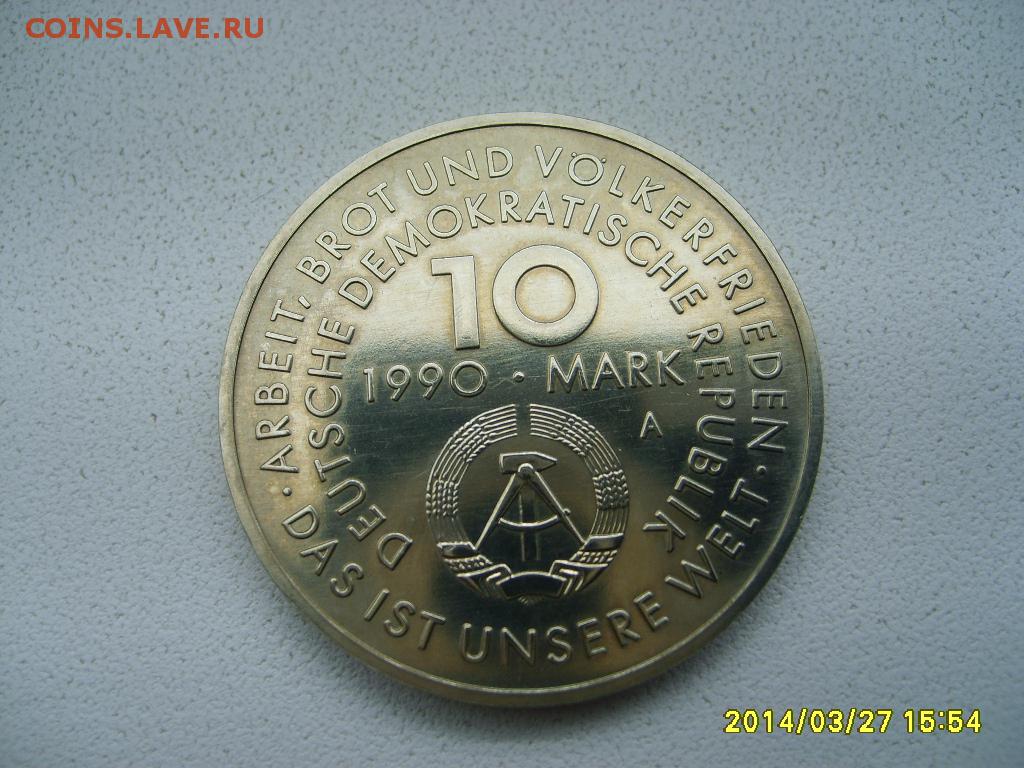 COINS.LAVE.RU
· ARBEIT, BROT UND VÖLKERFRIEDEN ·
DAS IST UNSERE WELT
DEUTSCHE DEMOKRATISCHE REPUBLIK
10
1990 · MARK
A
2014/03/27 15:54